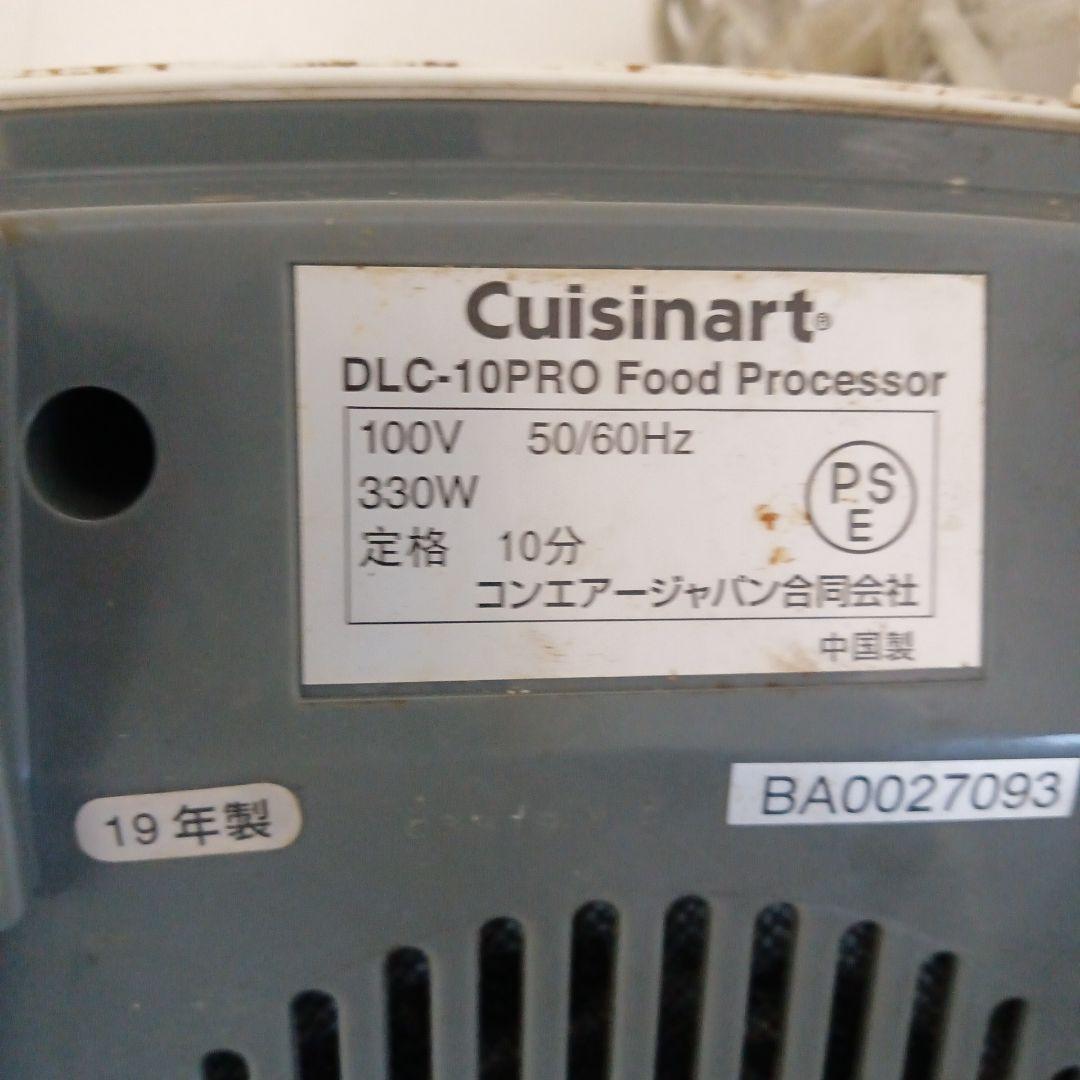 Cuisinart®
DLC-10PRO Food Processor
100V 50/60Hz
330W
PSE
定格 10分
コンエアージャパン合同会社
中国製
BA0027093
19年製